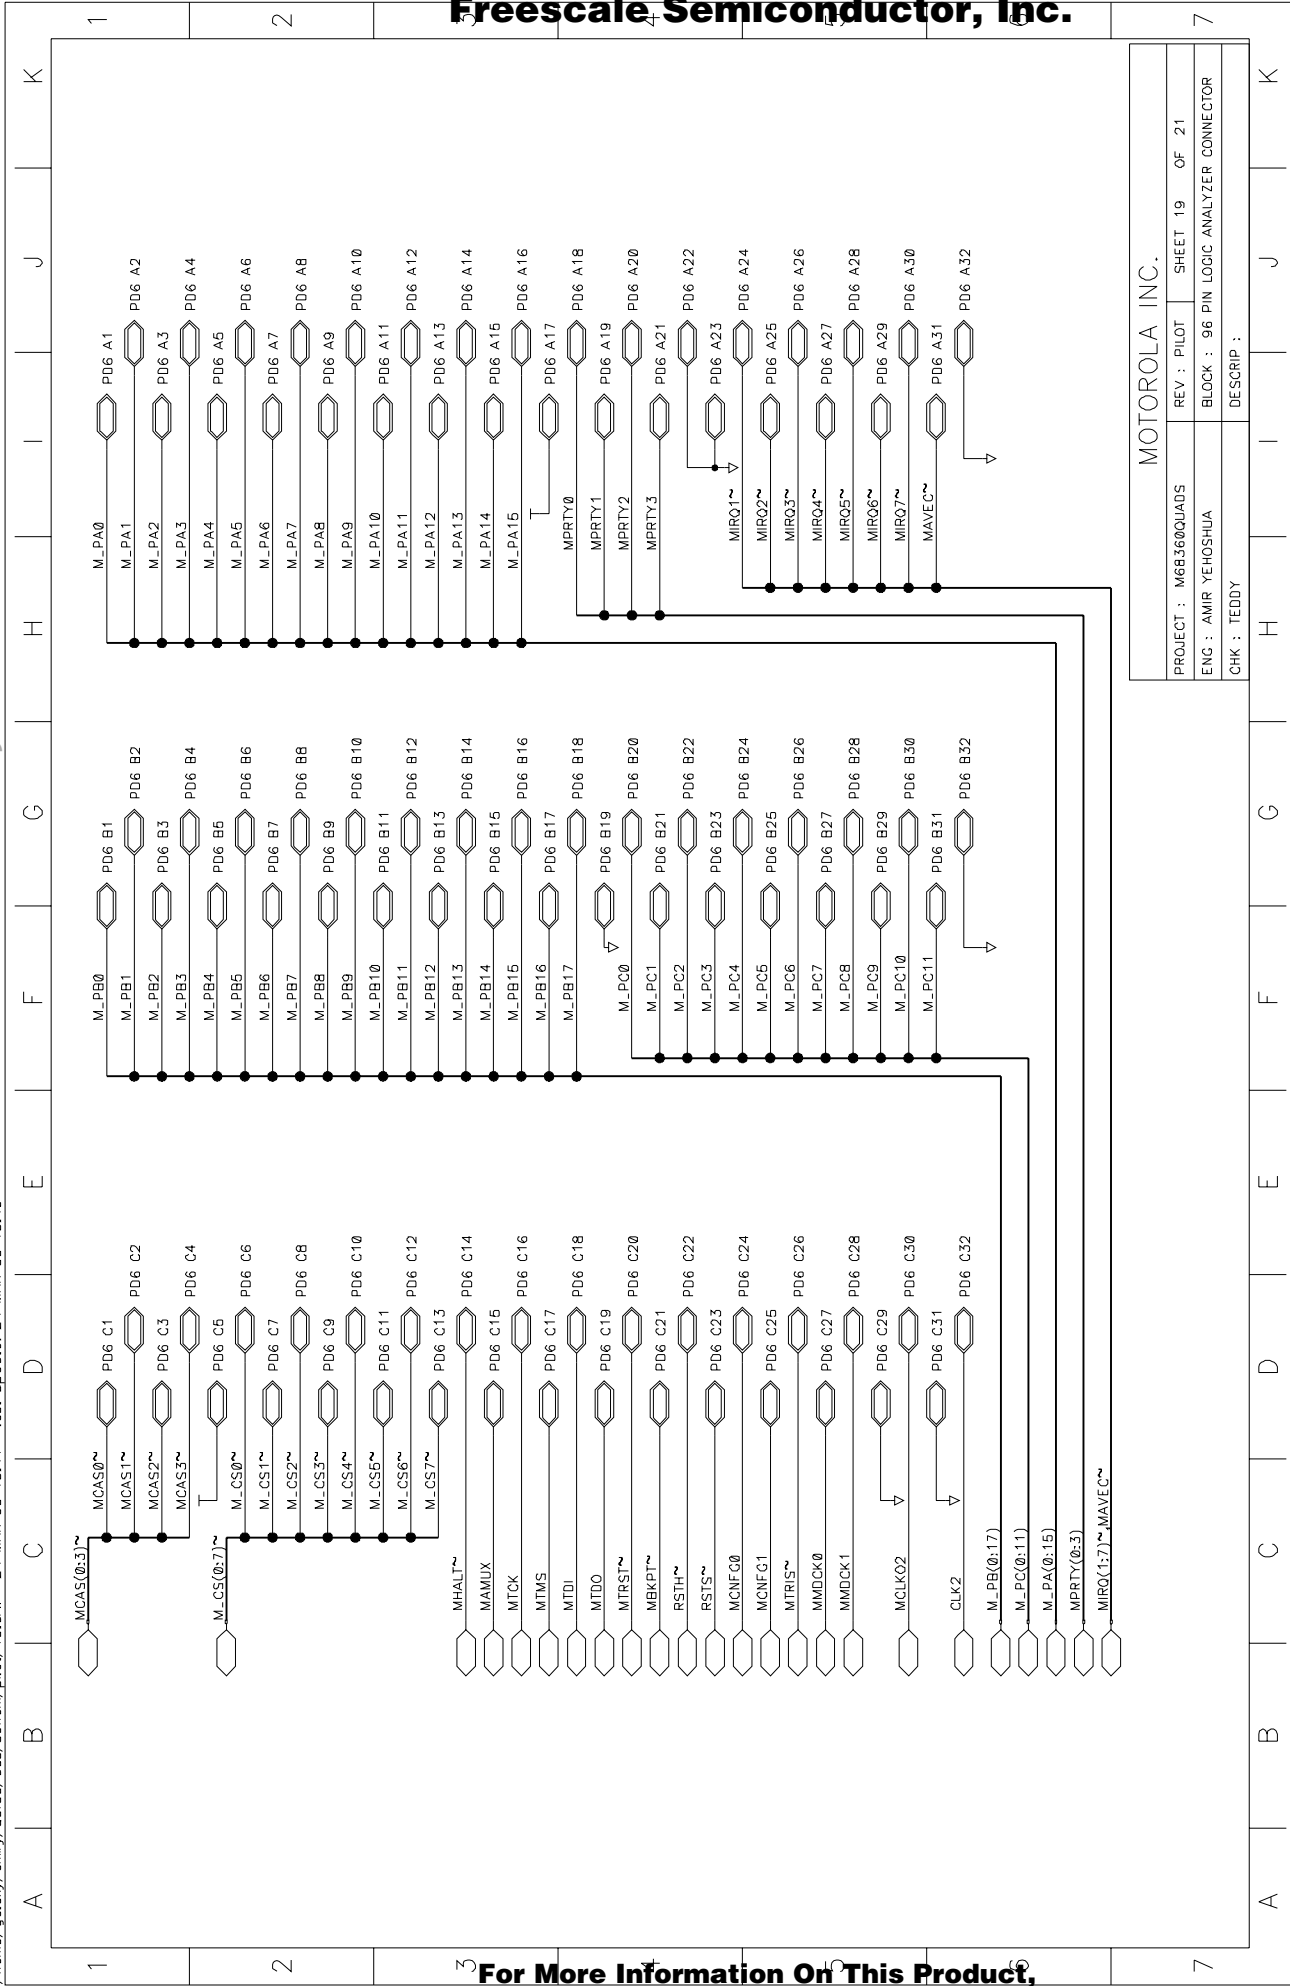 Freescale Semiconductor, Inc.
1 2 3 4 5 6 7
A B C D E F G H I J K
MCAS(0:3)~
MCAS0~ PD6 C1
MCAS1~ PD6 C2
MCAS2~ PD6 C3
MCAS3~ PD6 C4
PD6 C5
M_CS(0:7)~
M_CS0~ PD6 C6
M_CS1~ PD6 C7
M_CS2~ PD6 C8
M_CS3~ PD6 C9
M_CS4~ PD6 C10
M_CS5~ PD6 C11
M_CS6~ PD6 C12
M_CS7~ PD6 C13
MHALT~ PD6 C14
MAMUX PD6 C15
MTCK PD6 C16
MTMS PD6 C17
MTDI PD6 C18
MTDO PD6 C19
MTRST~ PD6 C20
MBKPT~ PD6 C21
RSTH~ PD6 C22
RSTS~ PD6 C23
MCNFG0 PD6 C24
MCNFG1 PD6 C25
MTRIS~ PD6 C26
MMDCK0 PD6 C27
MMDCK1 PD6 C28
PD6 C29
MCLKO2 PD6 C30
PD6 C31
CLK2 PD6 C32
M_PB(0:17)
M_PC(0:11)
M_PA(0:15)
MPRTY(0:3)
MIRQ(1:7)~,MAVEC~
M_PB0 PD6 B1
M_PB1 PD6 B2
M_PB2 PD6 B3
M_PB3 PD6 B4
M_PB4 PD6 B5
M_PB5 PD6 B6
M_PB6 PD6 B7
M_PB7 PD6 B8
M_PB8 PD6 B9
M_PB9 PD6 B10
M_PB10 PD6 B11
M_PB11 PD6 B12
M_PB12 PD6 B13
M_PB13 PD6 B14
M_PB14 PD6 B15
M_PB15 PD6 B16
M_PB16 PD6 B17
M_PB17 PD6 B18
PD6 B19
M_PC0 PD6 B20
M_PC1 PD6 B21
M_PC2 PD6 B22
M_PC3 PD6 B23
M_PC4 PD6 B24
M_PC5 PD6 B25
M_PC6 PD6 B26
M_PC7 PD6 B27
M_PC8 PD6 B28
M_PC9 PD6 B29
M_PC10 PD6 B30
M_PC11 PD6 B31
PD6 B32
M_PA0 PD6 A1
M_PA1 PD6 A2
M_PA2 PD6 A3
M_PA3 PD6 A4
M_PA4 PD6 A5
M_PA5 PD6 A6
M_PA6 PD6 A7
M_PA7 PD6 A8
M_PA8 PD6 A9
M_PA9 PD6 A10
M_PA10 PD6 A11
M_PA11 PD6 A12
M_PA12 PD6 A13
M_PA13 PD6 A14
M_PA14 PD6 A15
M_PA15 PD6 A16
PD6 A17
MPRTY0 PD6 A18
MPRTY1 PD6 A19
MPRTY2 PD6 A20
MPRTY3 PD6 A21
PD6 A22
PD6 A23
MIRQ1~ PD6 A24
MIRQ2~ PD6 A25
MIRQ3~ PD6 A26
MIRQ4~ PD6 A27
MIRQ5~ PD6 A28
MIRQ6~ PD6 A29
MIRQ7~ PD6 A30
MAVEC~ PD6 A31
PD6 A32
MOTOROLA INC.
PROJECT : M68360QUADS REV : PILOT SHEET 19 OF 21
ENG : AMIR YEHOSHUA BLOCK : 96 PIN LOGIC ANALYZER CONNECTOR
CHK : TEDDY DESCRIP :
A B C D E F G H I J K
1 2 3 4 5 6 7
For More Information On This Product,